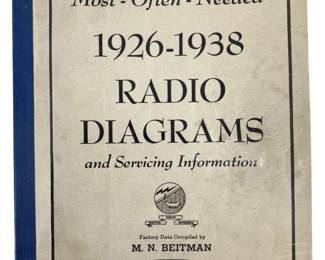 Most - Often - Needed
1926-1938
RADIO
DIAGRAMS
and Servicing Information
Factory Data Compiled by
M. N. BEITMAN